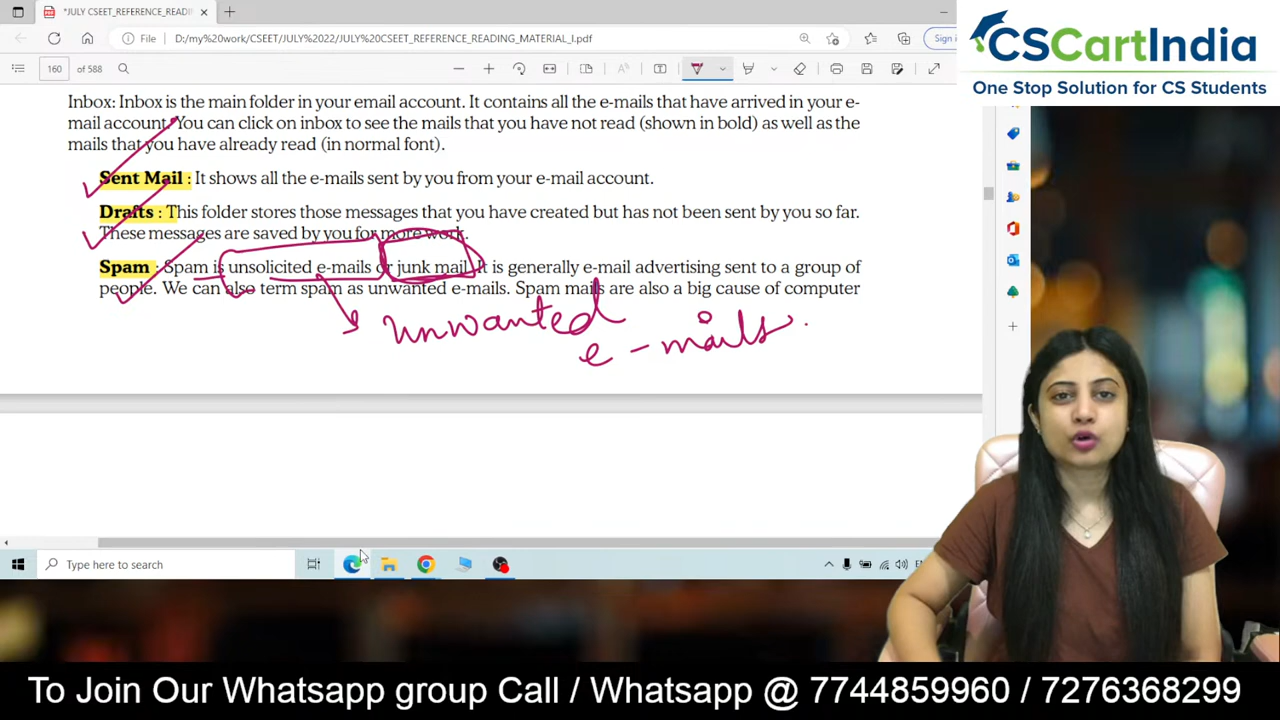 *JULY CSEET_REFERENCE_READI
File
D:/my%20work/CSEET/JULY%202022/JULY%20CSEET_REFERENCE_READING_MATERIAL_I.pdf
Sign i
160 of 588
CSCartIndia
One Stop Solution for CS Students
Inbox: Inbox is the main folder in your email account. It contains all the e-mails that have arrived in your e-
mail account. You can click on inbox to see the mails that you have not read (shown in bold) as well as the
mails that you have already read (in normal font).
Sent Mail : It shows all the e-mails sent by you from your e-mail account.
Drafts : This folder stores those messages that you have created but has not been sent by you so far.
These messages are saved by you for more work.
Spam : Spam is unsolicited e-mails or junk mail. It is generally e-mail advertising sent to a group of
people. We can also term spam as unwanted e-mails. Spam mails are also a big cause of computer
unwanted
e-mails.
Type here to search
To Join Our Whatsapp group Call / Whatsapp @ 7744859960 / 7276368299